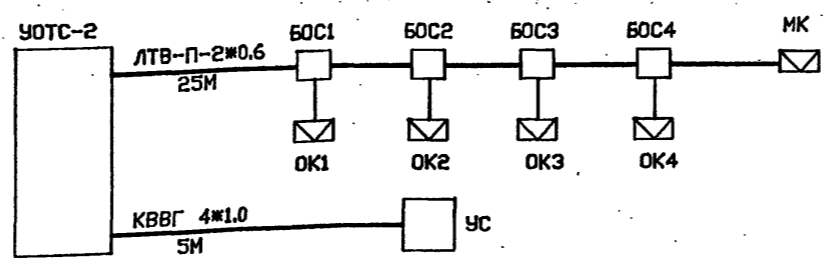 УОТС-2
ЛТВ-П-2*0.6
25М
БОС1
БОС2
БОС3
БОС4
МК
ОК1
ОК2
ОК3
ОК4
КВВГ 4*1.0
5М
УС